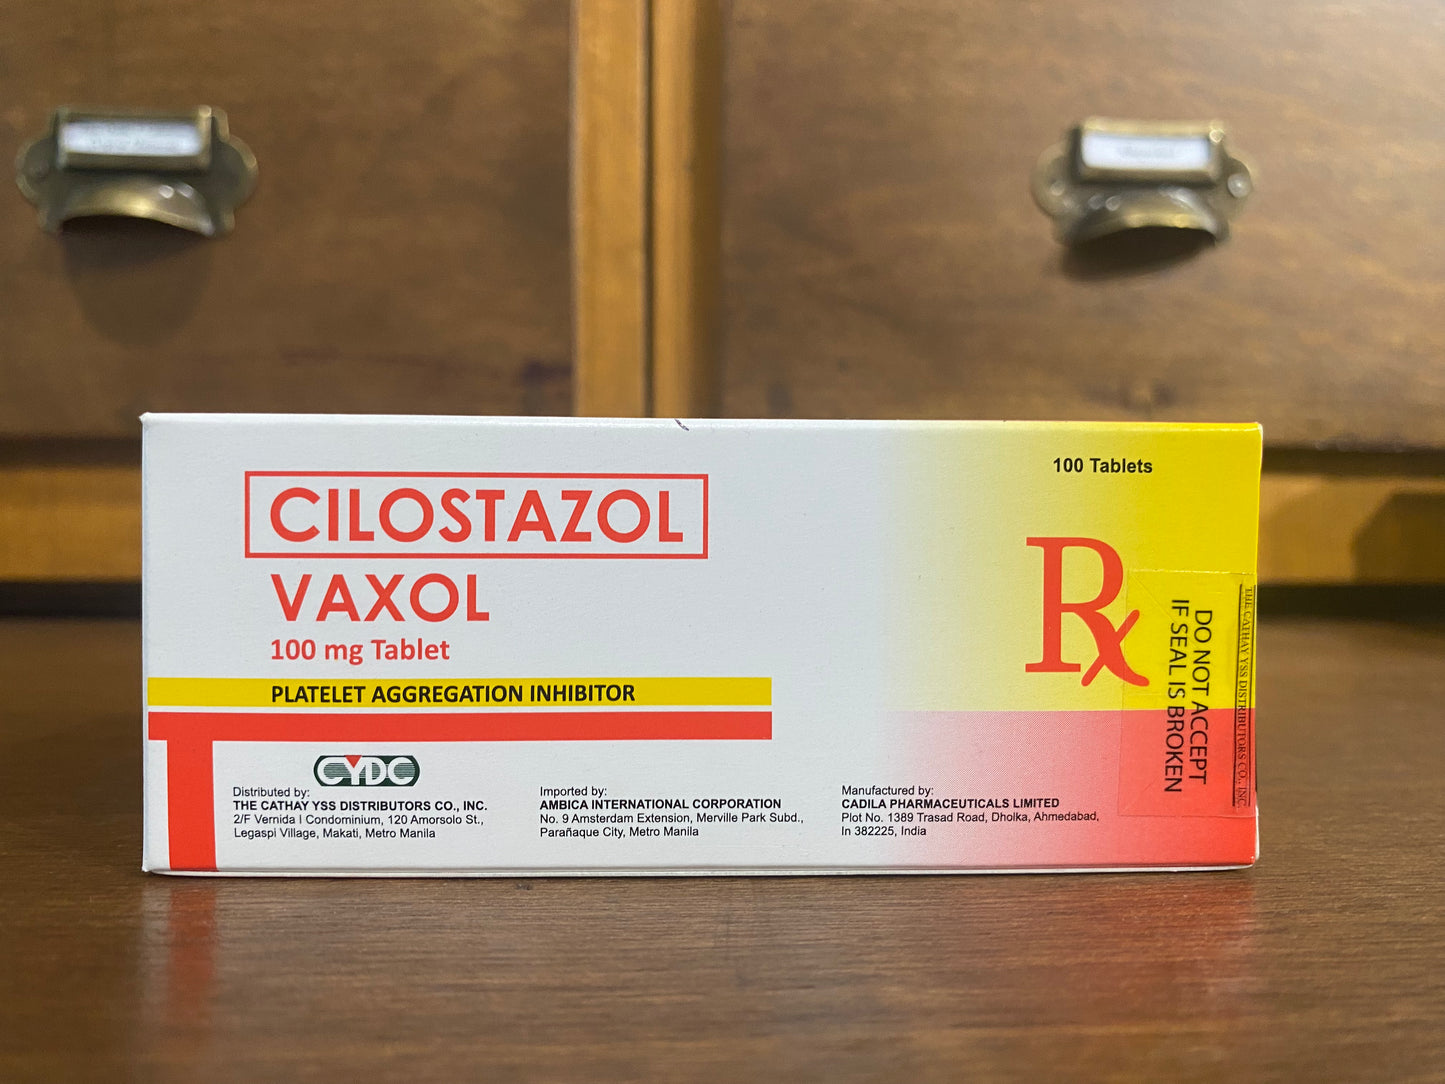 100 Tablets
CILOSTAZOL
VAXOL
100 mg Tablet
Rx
PLATELET AGGREGATION INHIBITOR
DO NOT ACCEPT
IF SEAL IS BROKEN
THE CATHAY YSS DISTRIBUTORS CO., INC.
CYDC
Distributed by:
THE CATHAY YSS DISTRIBUTORS CO., INC.
2/F Vernida I Condominium, 120 Amorsolo St.,
Legaspi Village, Makati, Metro Manila
Imported by:
AMBICA INTERNATIONAL CORPORATION
No. 9 Amsterdam Extension, Merville Park Subd.,
Parañaque City, Metro Manila
Manufactured by:
CADILA PHARMACEUTICALS LIMITED
Plot No. 1389 Trasad Road, Dholka, Ahmedabad,
In 382225, India